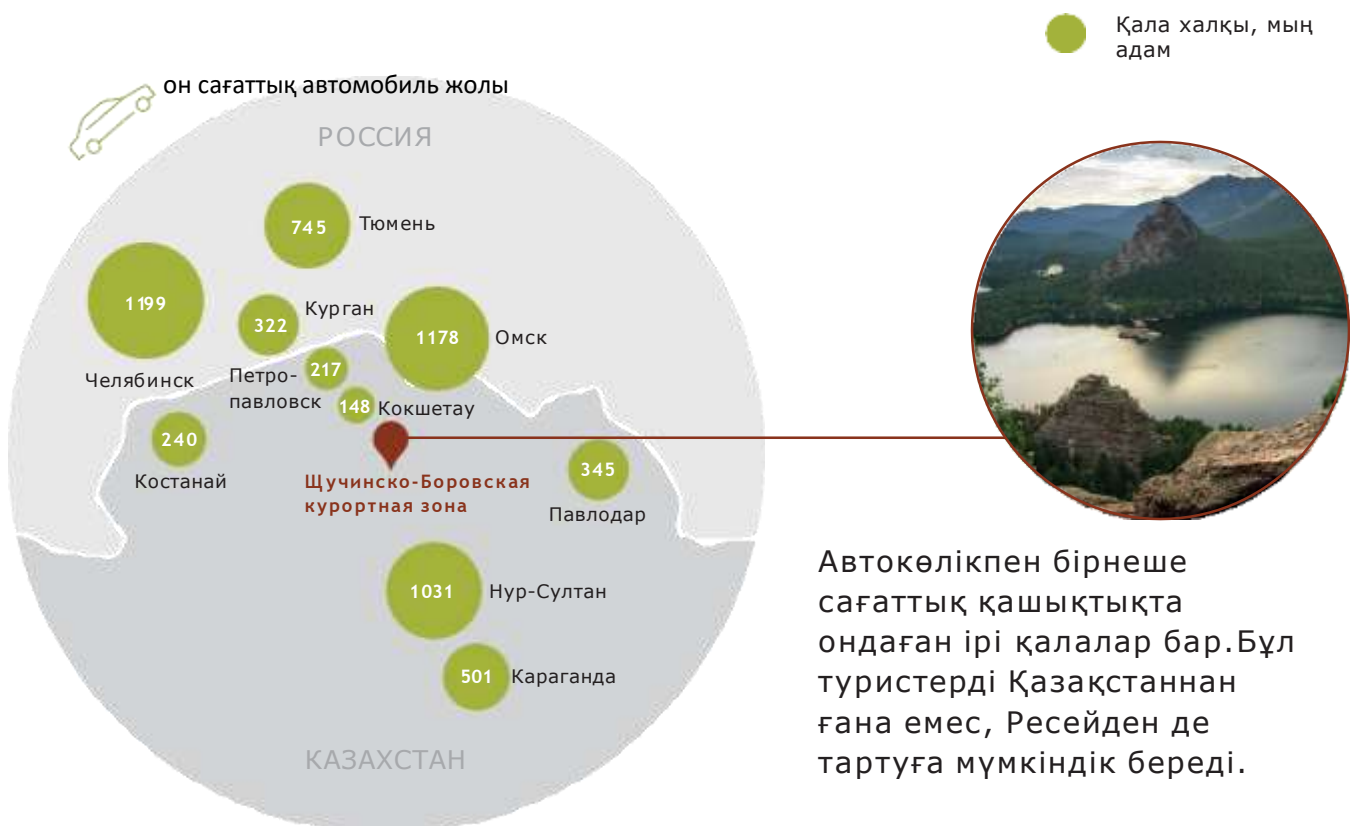 Қала халқы, мың
адам
он сағаттық автомобиль жолы
РОССИЯ
745
Тюмень
1199
Челябинск
322
Курган
1178
Омск
217
Петро-
павловск
148
Кокшетау
240
Костанай
Щучинско-Боровская
курортная зона
345
Павлодар
1031
Нур-Султан
501
Караганда
КАЗАХСТАН
Автокөлікпен бірнеше
сағаттық қашықтықта
ондаған ірі қалалар бар.Бұл
туристерді Қазақстаннан
ғана емес, Ресейден де
тартуға мүмкіндік береді.